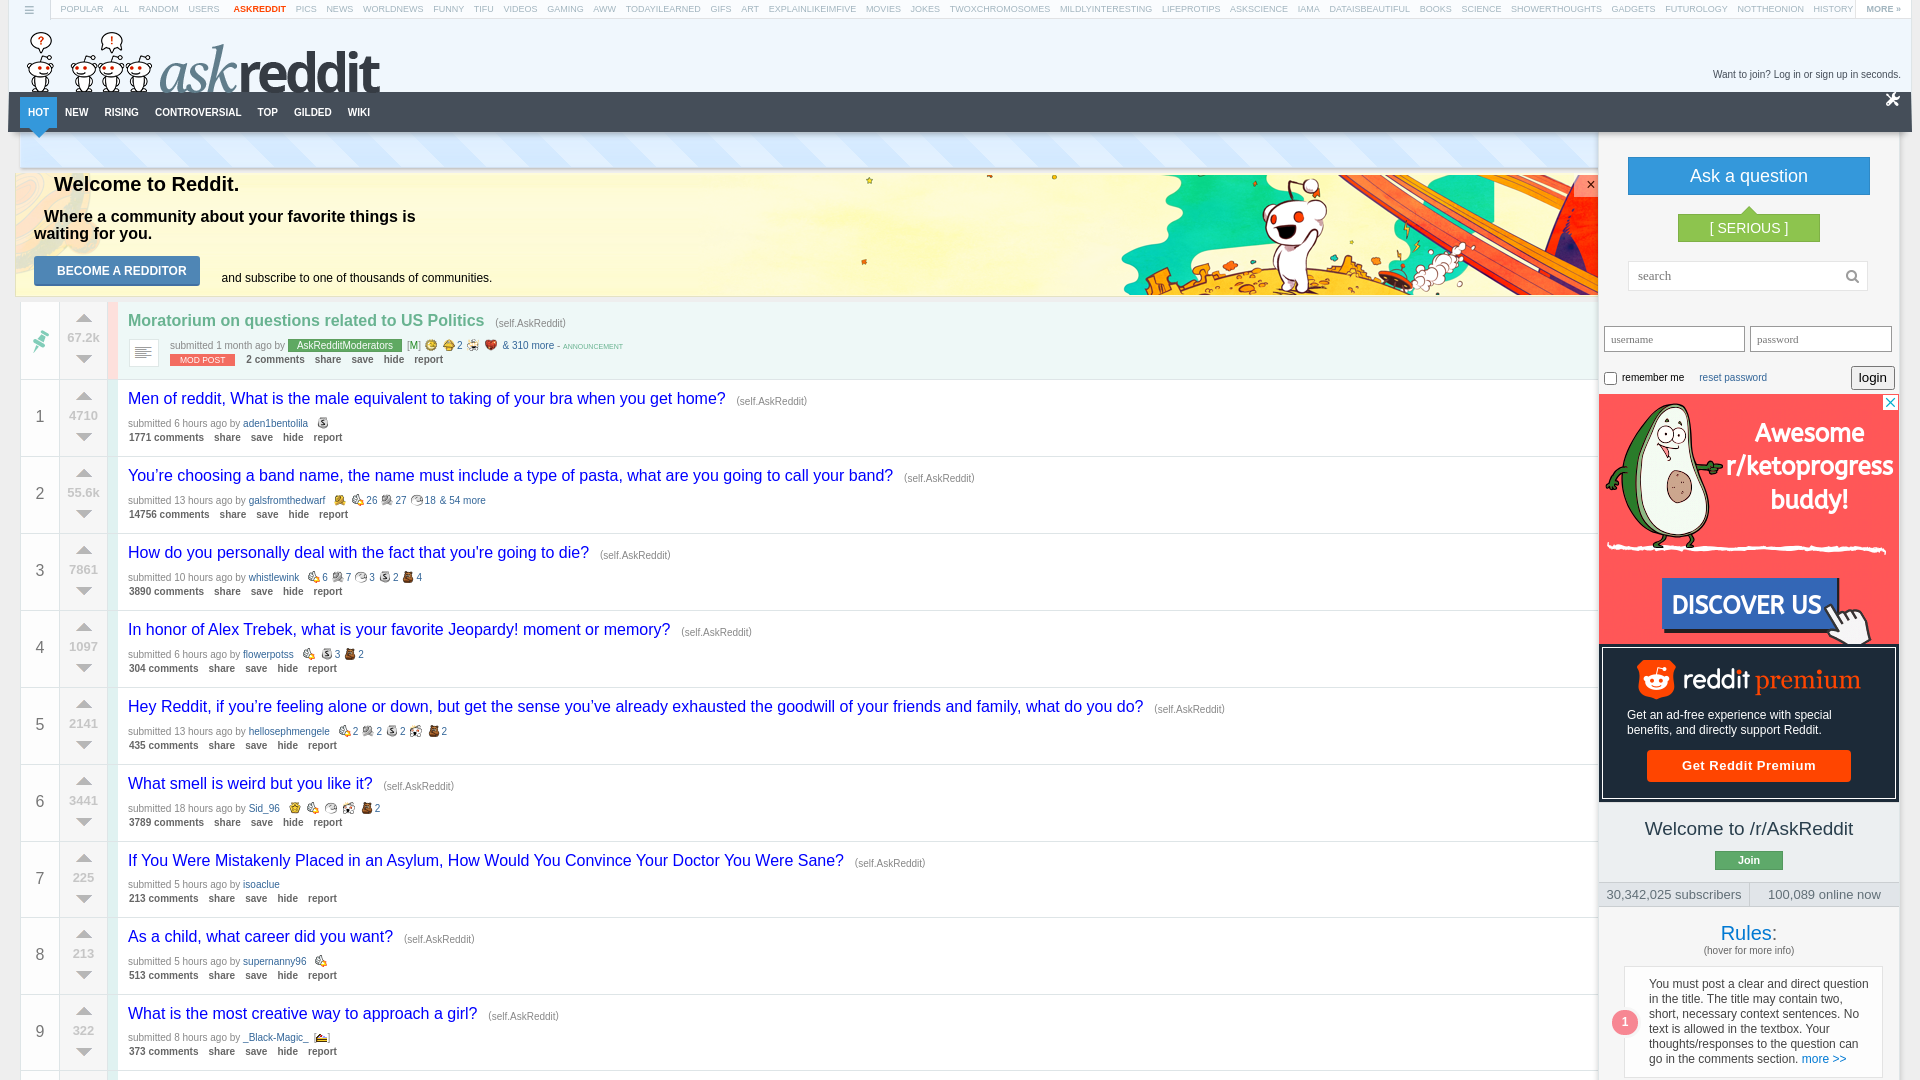 POPULAR ALL RANDOM USERS ASKREDDIT PICS NEWS WORLDNEWS FUNNY TIFU VIDEOS GAMING AWW TODAYILEARNED GIFS ART EXPLAINLIKEIMFIVE MOVIES JOKES TWOXCHROMOSOMES MILDLYINTERESTING LIFEPROTIPS ASKSCIENCE IAMA DATAISBEAUTIFUL BOOKS SCIENCE SHOWERTHOUGHTS GADGETS FUTUROLOGY NOTTHEONION HISTORY MORE »
? !
askreddit
Want to join? Log in or sign up in seconds.
HOT NEW RISING CONTROVERSIAL TOP GILDED WIKI
Welcome to Reddit.
Where a community about your favorite things is
waiting for you.
BECOME A REDDITOR and subscribe to one of thousands of communities.
67.2k
Moratorium on questions related to US Politics (self.AskReddit)
submitted 1 month ago by AskRedditModerators [M] 2 & 310 more - ANNOUNCEMENT
MOD POST 2 comments share save hide report
1 4710
Men of reddit, What is the male equivalent to taking of your bra when you get home? (self.AskReddit)
submitted 6 hours ago by aden1bentolila
1771 comments share save hide report
2 55.6k
You’re choosing a band name, the name must include a type of pasta, what are you going to call your band? (self.AskReddit)
submitted 13 hours ago by galsfromthedwarf 26 27 18 & 54 more
14756 comments share save hide report
3 7861
How do you personally deal with the fact that you're going to die? (self.AskReddit)
submitted 10 hours ago by whistlewink 6 7 3 2 4
3890 comments share save hide report
4 1097
In honor of Alex Trebek, what is your favorite Jeopardy! moment or memory? (self.AskReddit)
submitted 6 hours ago by flowerpotss 3 2
304 comments share save hide report
5 2141
Hey Reddit, if you’re feeling alone or down, but get the sense you’ve already exhausted the goodwill of your friends and family, what do you do? (self.AskReddit)
submitted 13 hours ago by hellosephmengele 2 2 2 2
435 comments share save hide report
6 3441
What smell is weird but you like it? (self.AskReddit)
submitted 18 hours ago by Sid_96 2
3789 comments share save hide report
7 225
If You Were Mistakenly Placed in an Asylum, How Would You Convince Your Doctor You Were Sane? (self.AskReddit)
submitted 5 hours ago by isoaclue
213 comments share save hide report
8 213
As a child, what career did you want? (self.AskReddit)
submitted 5 hours ago by supernanny96
513 comments share save hide report
9 322
What is the most creative way to approach a girl? (self.AskReddit)
submitted 8 hours ago by _Black-Magic_ []
373 comments share save hide report
Ask a question
[ SERIOUS ]
search
username password
remember me reset password login
Awesome
r/ketoprogress
buddy!
DISCOVER US
reddit premium
Get an ad-free experience with special
benefits, and directly support Reddit.
Get Reddit Premium
Welcome to /r/AskReddit
Join
30,342,025 subscribers 100,089 online now
Rules:
(hover for more info)
1
You must post a clear and direct question
in the title. The title may contain two,
short, necessary context sentences. No
text is allowed in the textbox. Your
thoughts/responses to the question can
go in the comments section. more >>